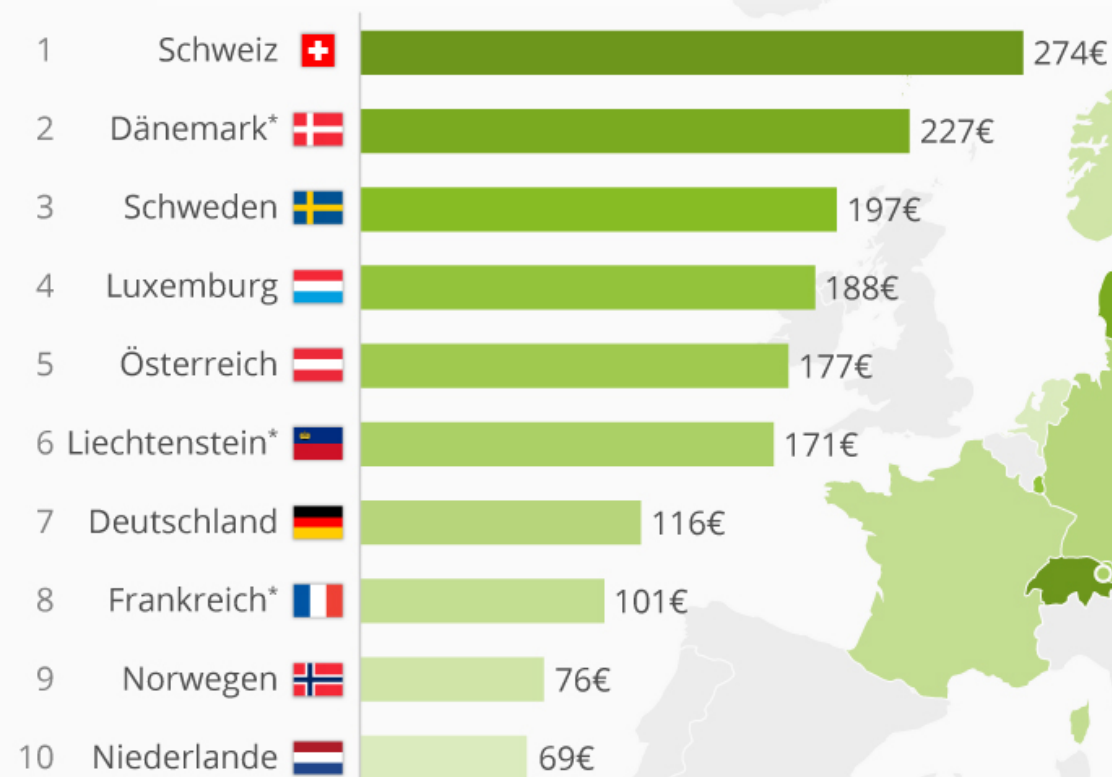 1 Schweiz 274€
2 Dänemark* 227€
3 Schweden 197€
4 Luxemburg 188€
5 Österreich 177€
6 Liechtenstein* 171€
7 Deutschland 116€
8 Frankreich* 101€
9 Norwegen 76€
10 Niederlande 69€